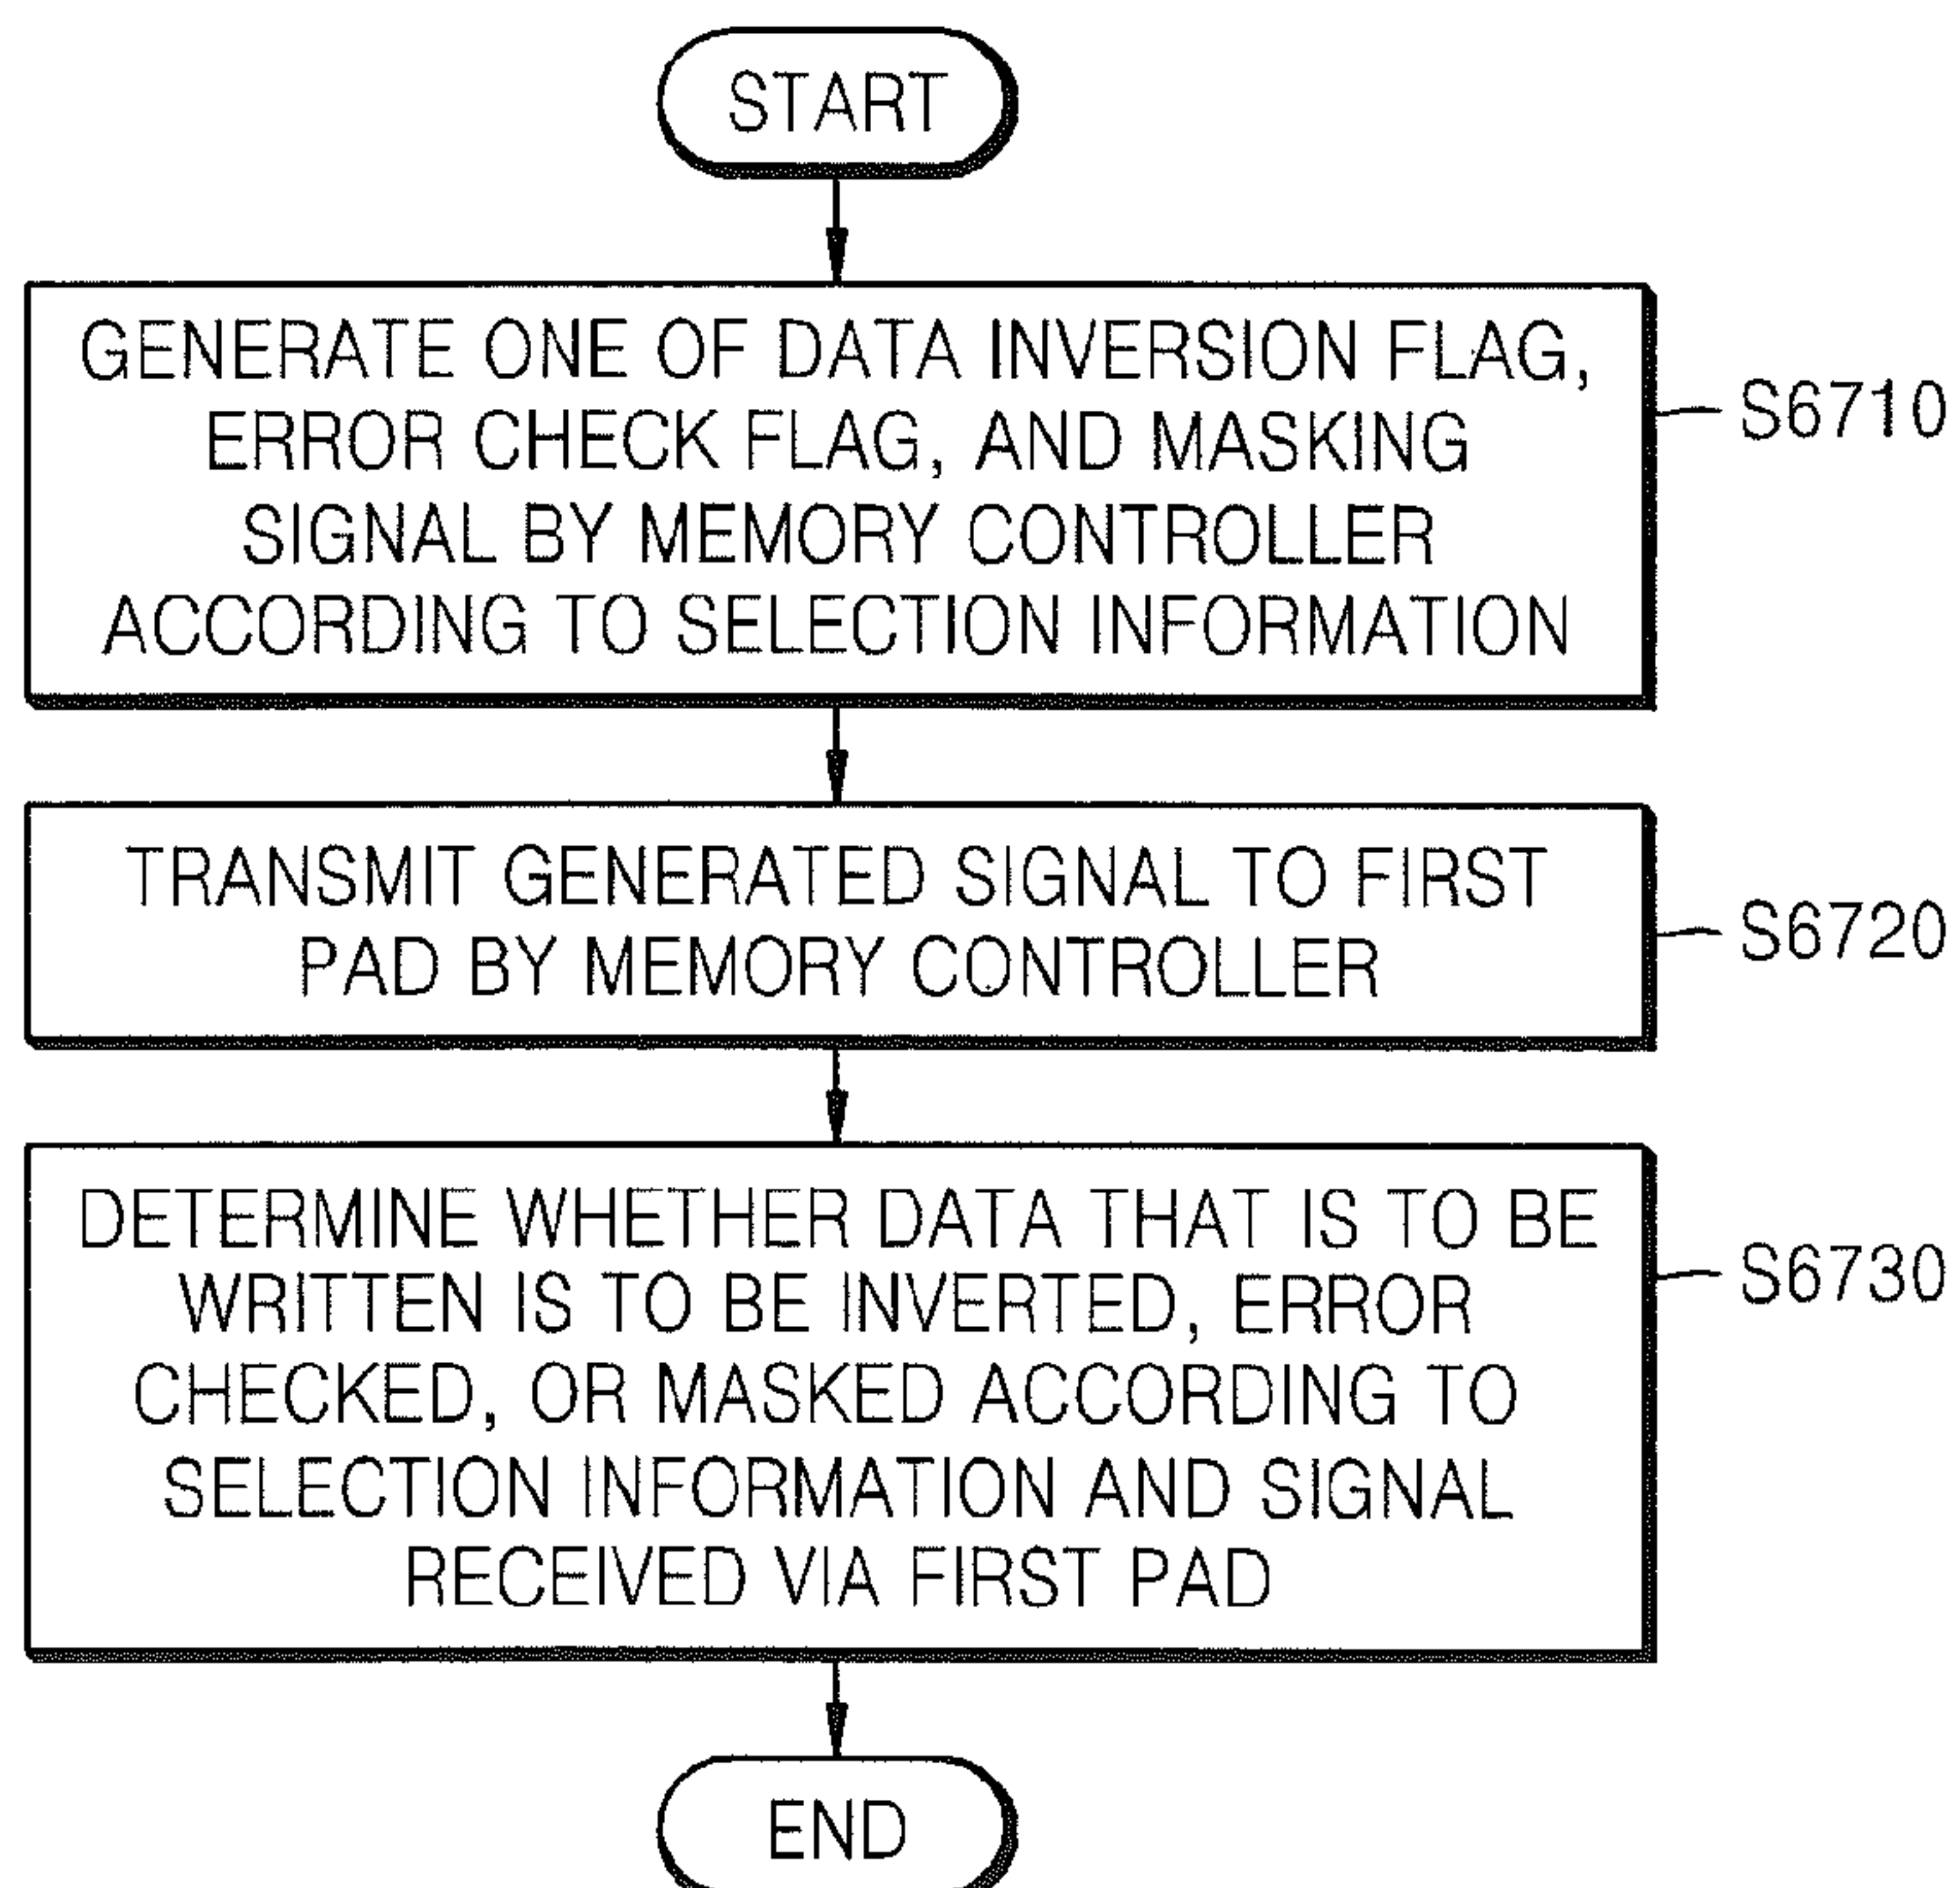 START
GENERATE ONE OF DATA INVERSION FLAG,
ERROR CHECK FLAG, AND MASKING
SIGNAL BY MEMORY CONTROLLER
ACCORDING TO SELECTION INFORMATION
S6710
TRANSMIT GENERATED SIGNAL TO FIRST
PAD BY MEMORY CONTROLLER
S6720
DETERMINE WHETHER DATA THAT IS TO BE
WRITTEN IS TO BE INVERTED, ERROR
CHECKED, OR MASKED ACCORDING TO
SELECTION INFORMATION AND SIGNAL
RECEIVED VIA FIRST PAD
S6730
END